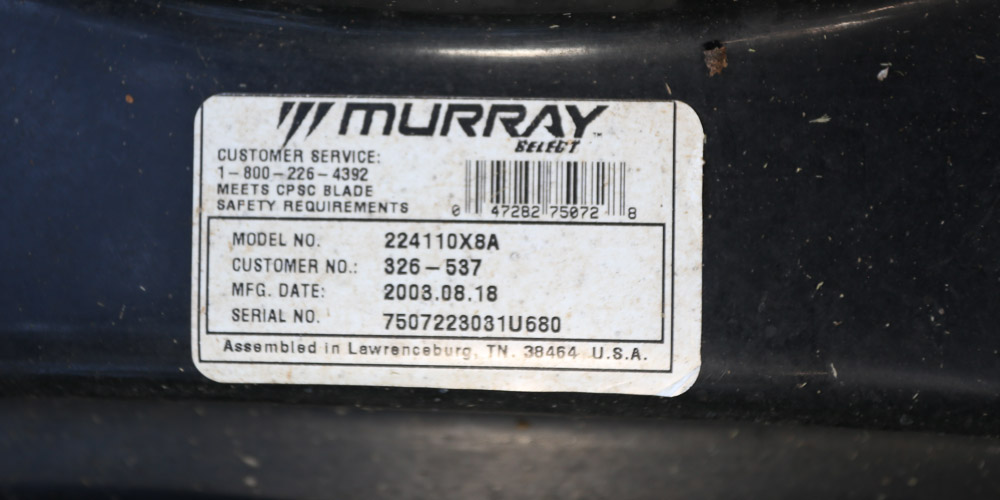 MURRAY™
SELECT
CUSTOMER SERVICE:
1-800-226-4392
MEETS CPSC BLADE
SAFETY REQUIREMENTS
0 47282 75072 8
MODEL NO. 224110X8A
CUSTOMER NO.: 326-537
MFG. DATE: 2003.08.18
SERIAL NO. 7507223031U680
Assembled in Lawrenceburg, TN. 38464 U.S.A.